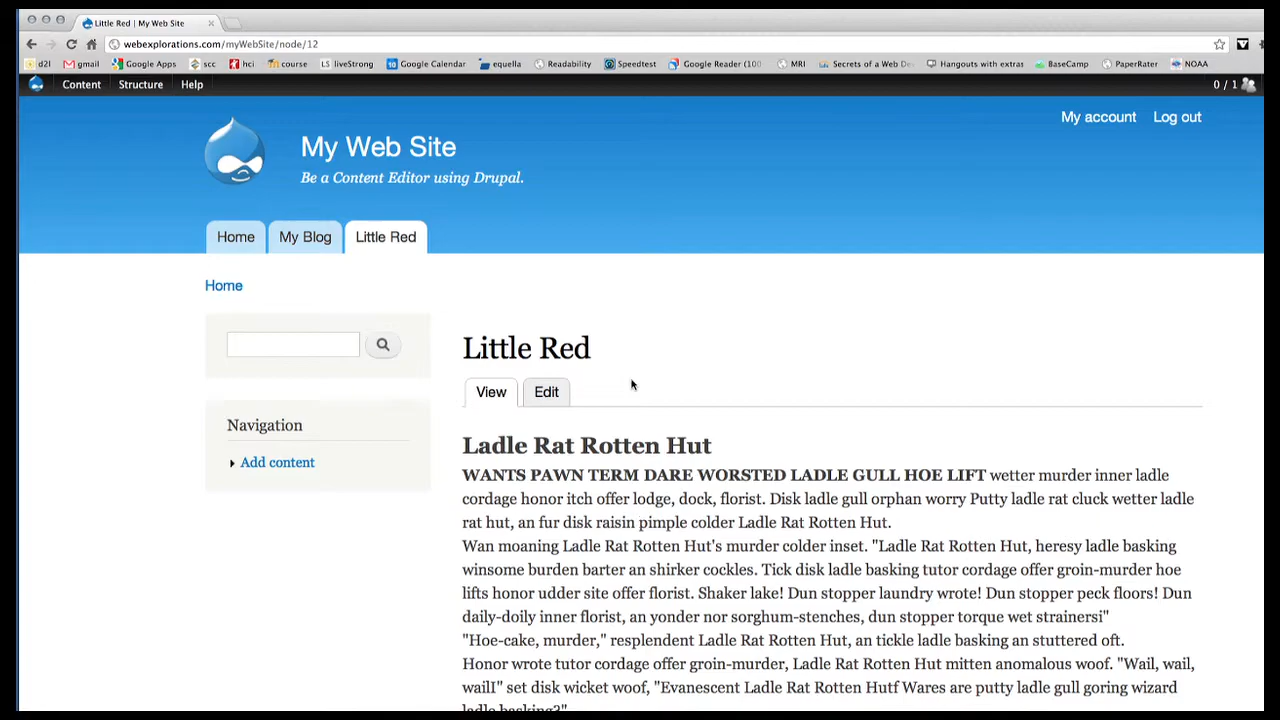 Little Red | My Web Site
webexplorations.com/myWebSite/node/12
d2l gmail Google Apps scc hci course liveStrong Google Calendar equella Readability Speedtest Google Reader (100 MRI Secrets of a Web De Hangouts with extras BaseCamp PaperRater NOAA
Content Structure Help 0 / 1
My account Log out
My Web Site
Be a Content Editor using Drupal.
Home My Blog Little Red
Home
Little Red
View Edit
Navigation
Add content
Ladle Rat Rotten Hut
WANTS PAWN TERM DARE WORSTED LADLE GULL HOE LIFT wetter murder inner ladle
cordage honor itch offer lodge, dock, florist. Disk ladle gull orphan worry Putty ladle rat cluck wetter ladle
rat hut, an fur disk raisin pimple colder Ladle Rat Rotten Hut.
Wan moaning Ladle Rat Rotten Hut's murder colder inset. "Ladle Rat Rotten Hut, heresy ladle basking
winsome burden barter an shirker cockles. Tick disk ladle basking tutor cordage offer groin-murder hoe
lifts honor udder site offer florist. Shaker lake! Dun stopper laundry wrote! Dun stopper peck floors! Dun
daily-doily inner florist, an yonder nor sorghum-stenches, dun stopper torque wet strainersi"
"Hoe-cake, murder," resplendent Ladle Rat Rotten Hut, an tickle ladle basking an stuttered oft.
Honor wrote tutor cordage offer groin-murder, Ladle Rat Rotten Hut mitten anomalous woof. "Wail, wail,
wailI" set disk wicket woof, "Evanescent Ladle Rat Rotten Hutf Wares are putty ladle gull goring wizard
ladle basking?"